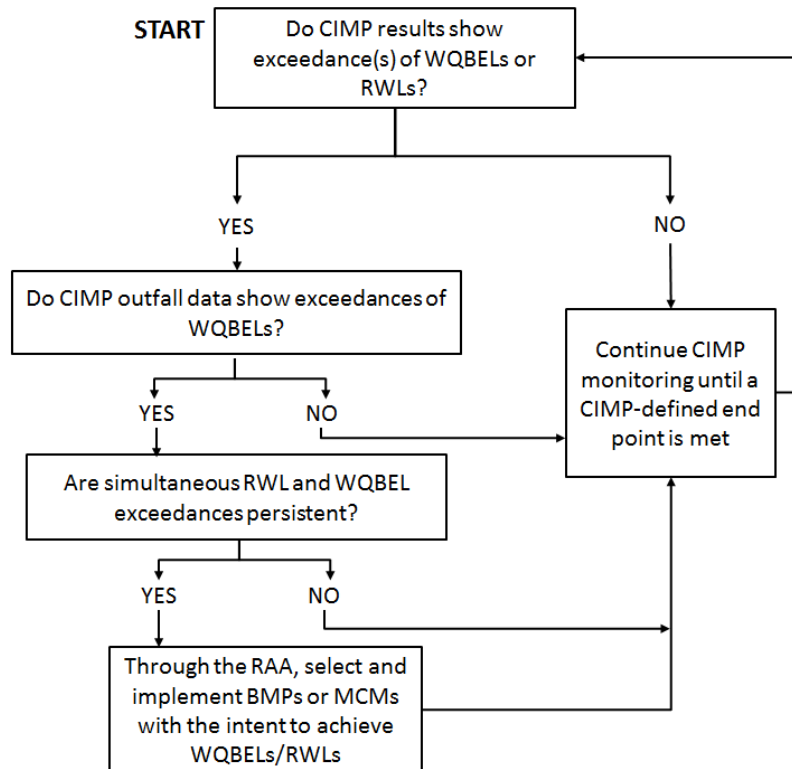 START
Do CIMP results show
exceedance(s) of WQBELs or
RWLs?
YES
NO
Do CIMP outfall data show exceedances of
WQBELs?
Continue CIMP
monitoring until a
CIMP-defined end
point is met
YES
NO
Are simultaneous RWL and WQBEL
exceedances persistent?
YES
NO
Through the RAA, select and
implement BMPs or MCMs
with the intent to achieve
WQBELs/RWLs